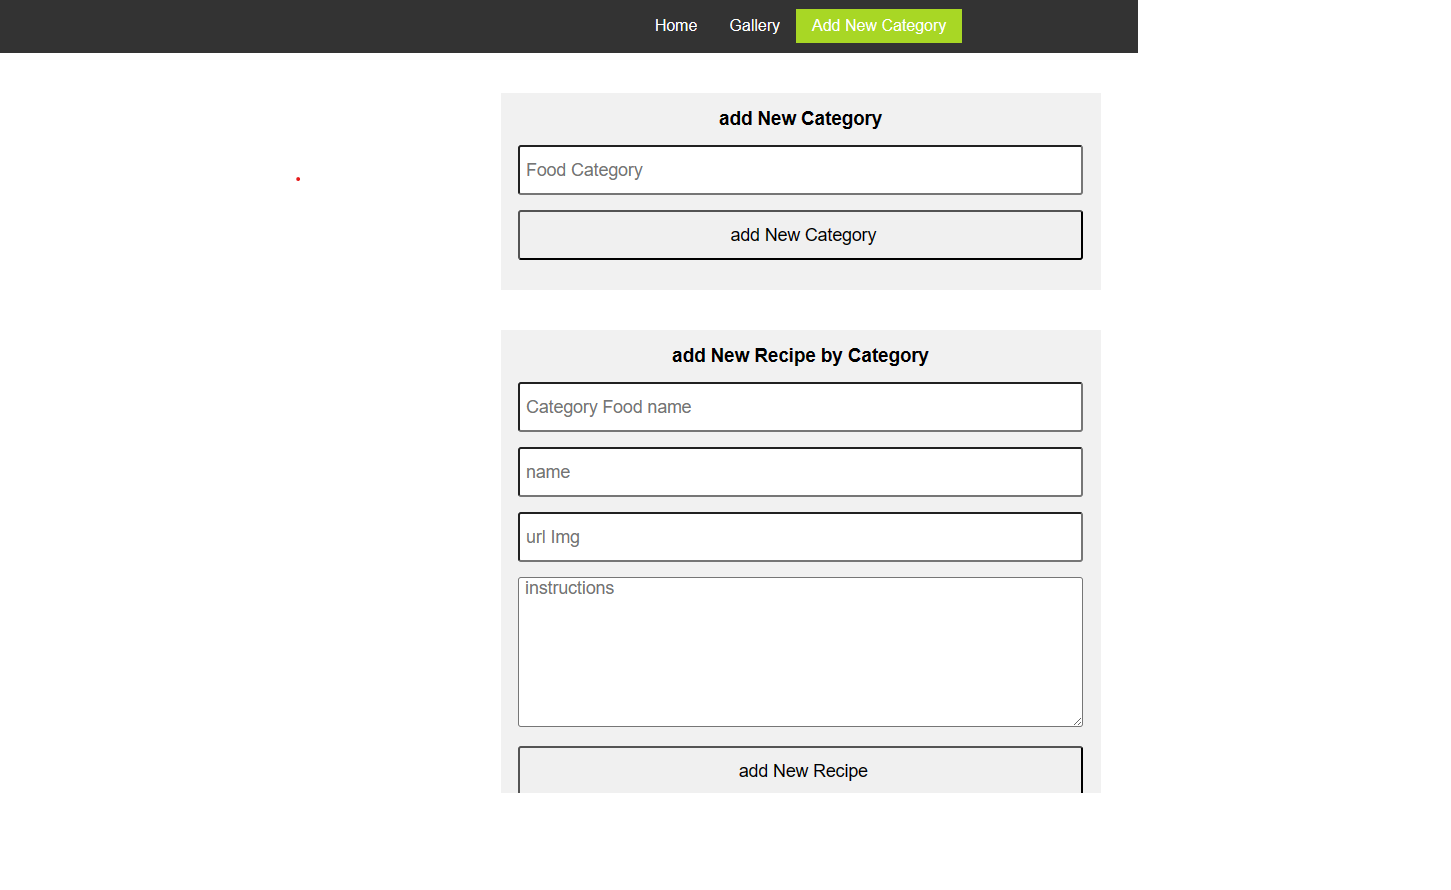 Home Gallery Add New Category
add New Category
Food Category
add New Category
add New Recipe by Category
Category Food name
name
url Img
instructions
add New Recipe